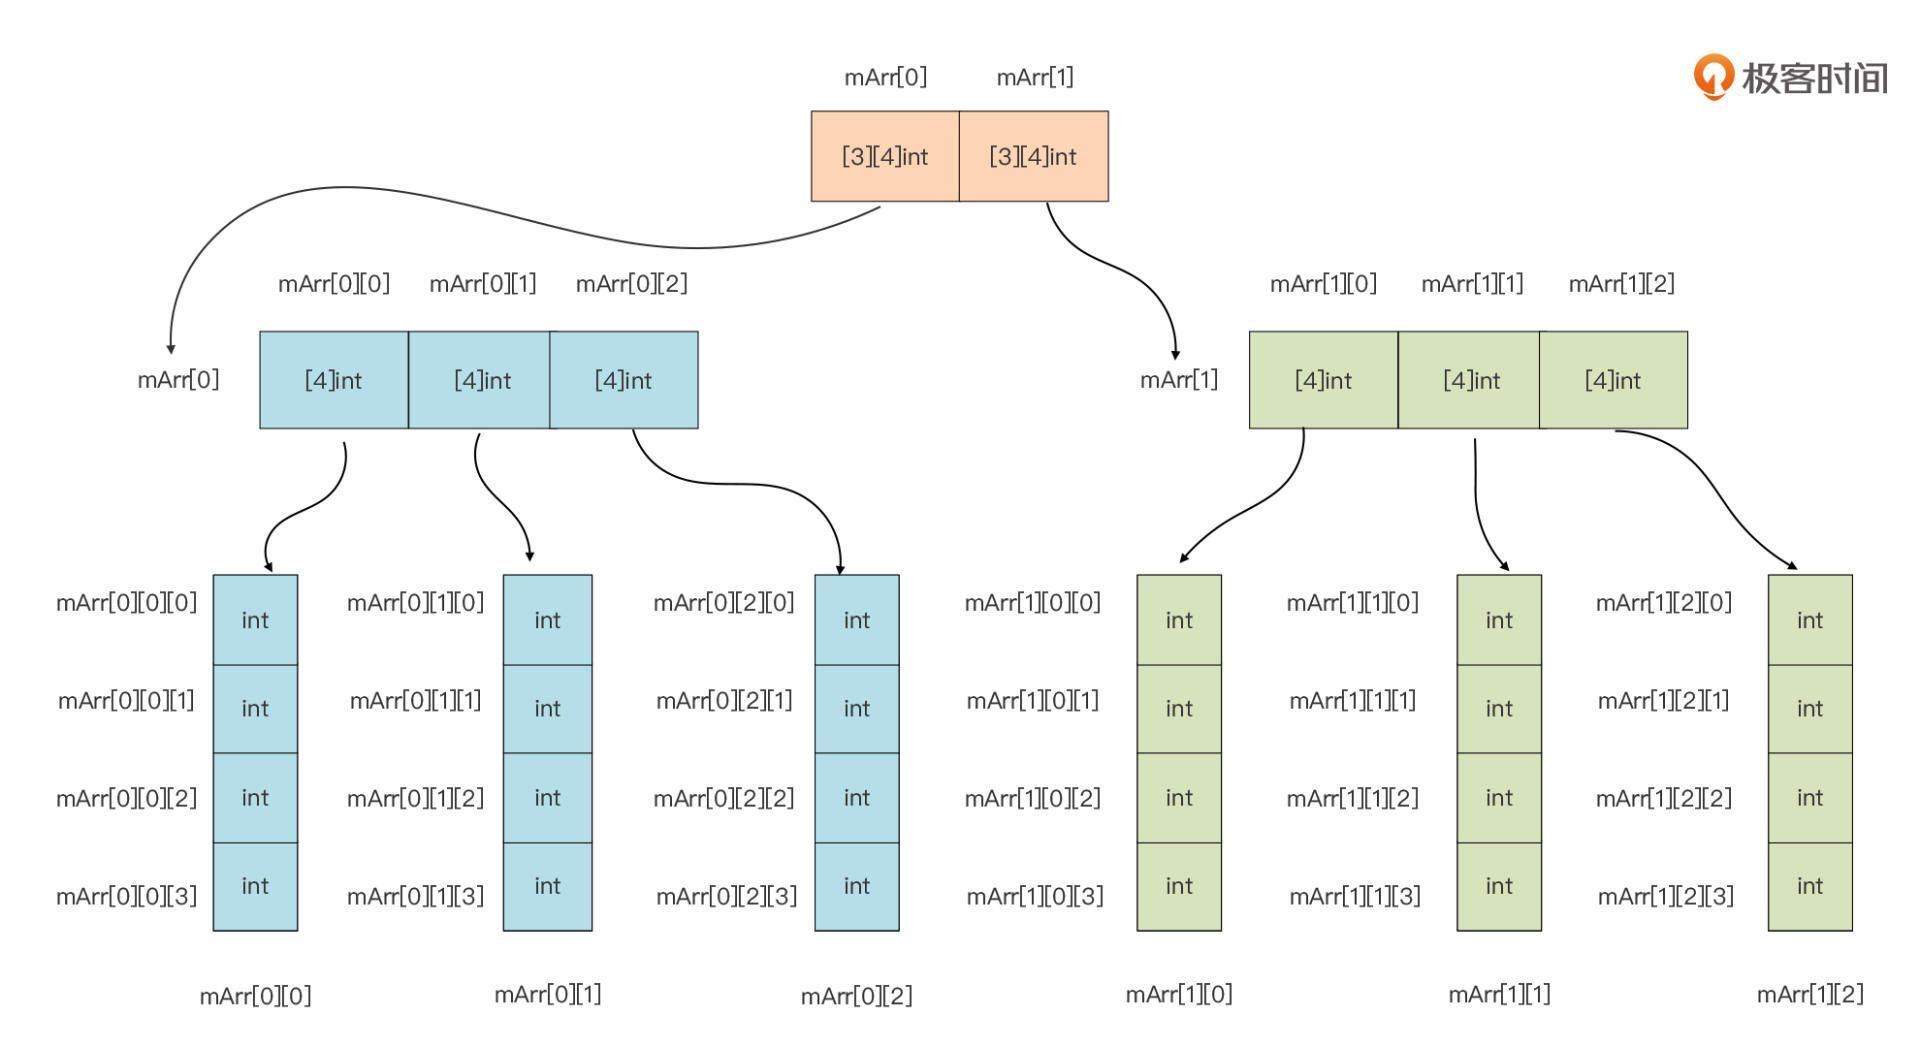 极客时间
mArr[0] mArr[1]
[3][4]int [3][4]int
mArr[0][0] mArr[0][1] mArr[0][2] mArr[1][0] mArr[1][1] mArr[1][2]
mArr[0] [4]int [4]int [4]int mArr[1] [4]int [4]int [4]int
mArr[0][0][0] int mArr[0][1][0] int mArr[0][2][0] int mArr[1][0][0] int mArr[1][1][0] int mArr[1][2][0] int
mArr[0][0][1] int mArr[0][1][1] int mArr[0][2][1] int mArr[1][0][1] int mArr[1][1][1] int mArr[1][2][1] int
mArr[0][0][2] int mArr[0][1][2] int mArr[0][2][2] int mArr[1][0][2] int mArr[1][1][2] int mArr[1][2][2] int
mArr[0][0][3] int mArr[0][1][3] int mArr[0][2][3] int mArr[1][0][3] int mArr[1][1][3] int mArr[1][2][3] int
mArr[0][0] mArr[0][1] mArr[0][2] mArr[1][0] mArr[1][1] mArr[1][2]